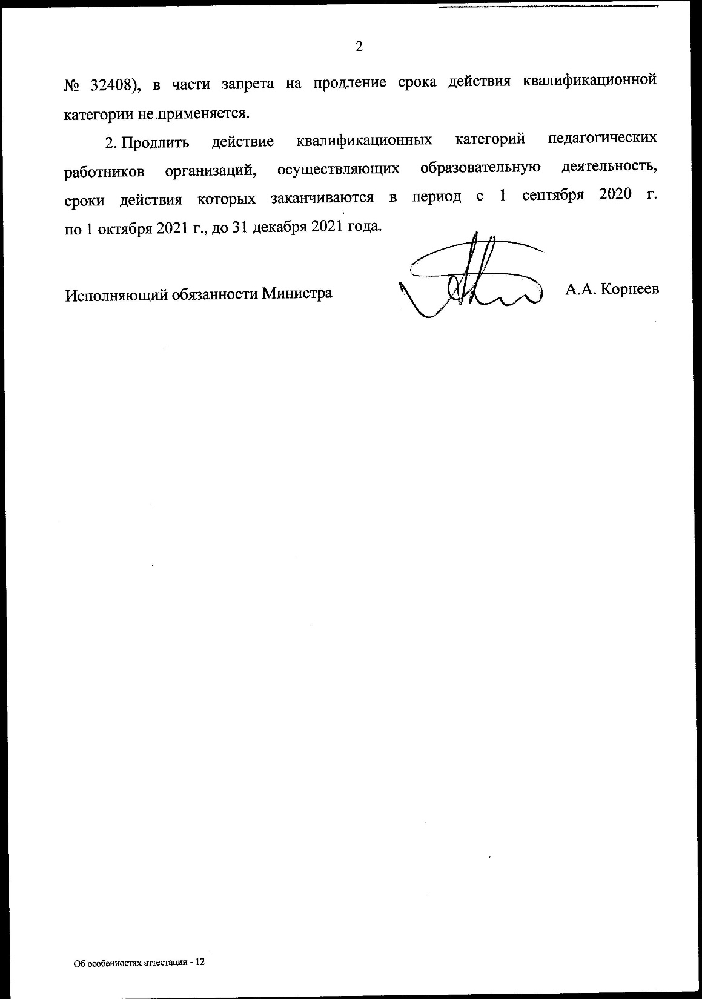 2
№ 32408), в части запрета на продление срока действия квалификационной
категории не применяется.
2. Продлить действие квалификационных категорий педагогических
работников организаций, осуществляющих образовательную деятельность,
сроки действия которых заканчиваются в период с 1 сентября 2020 г.
по 1 октября 2021 г., до 31 декабря 2021 года.
Исполняющий обязанности Министра А.А. Корнеев
Об особенностях аттестации - 12